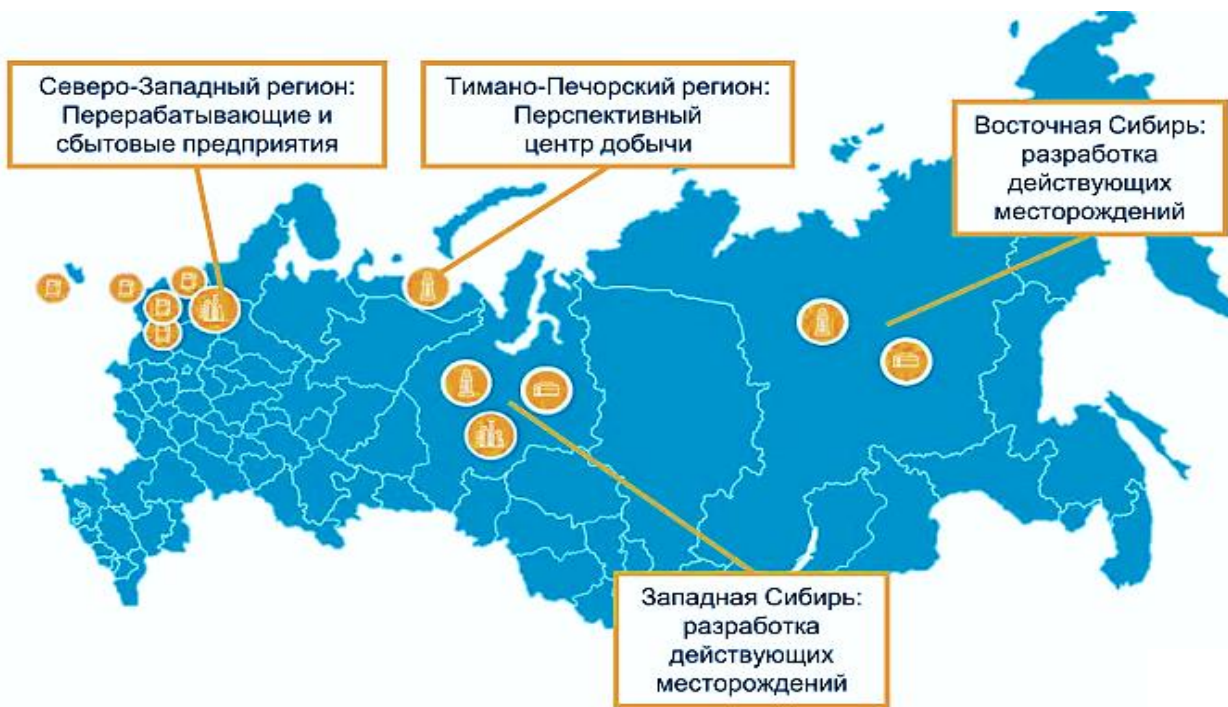 Северо-Западный регион:
Перерабатывающие и
сбытовые предприятия
Тимано-Печорский регион:
Перспективный
центр добычи
Восточная Сибирь:
разработка
действующих
месторождений
Западная Сибирь:
разработка
действующих
месторождений